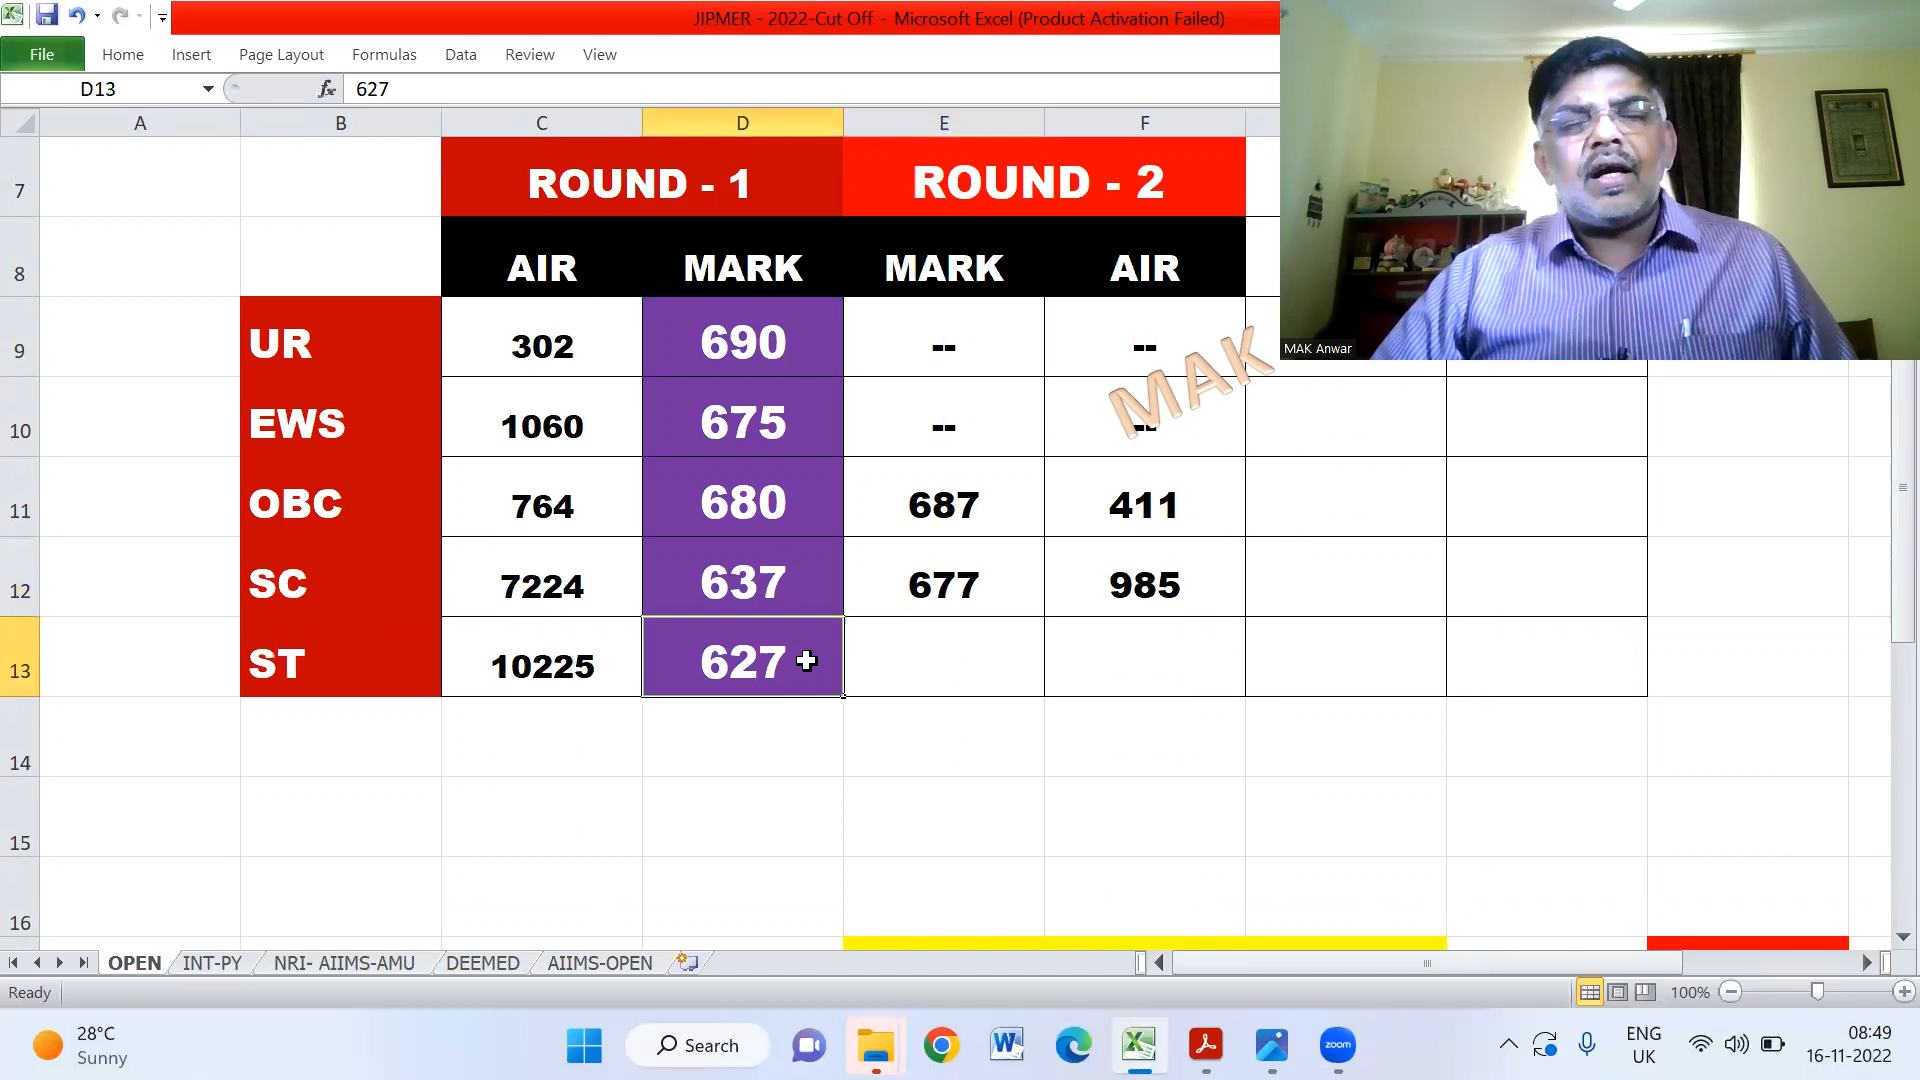 JIPMER - 2022-Cut Off - Microsoft Excel (Product Activation Failed)
File Home Insert Page Layout Formulas Data Review View
D13 fx 627
A B C D E F
7 ROUND - 1 ROUND - 2
8 AIR MARK MARK AIR
9 UR 302 690 -- --
10 EWS 1060 675 -- --
11 OBC 764 680 687 411
12 SC 7224 637 677 985
13 ST 10225 627
14
15
16
MAK
MAK Anwar
OPEN INT-PY NRI- AIIMS-AMU DEEMED AIIMS-OPEN
Ready 100%
28°C
Sunny
Search
zoom
ENG
UK
08:49
16-11-2022